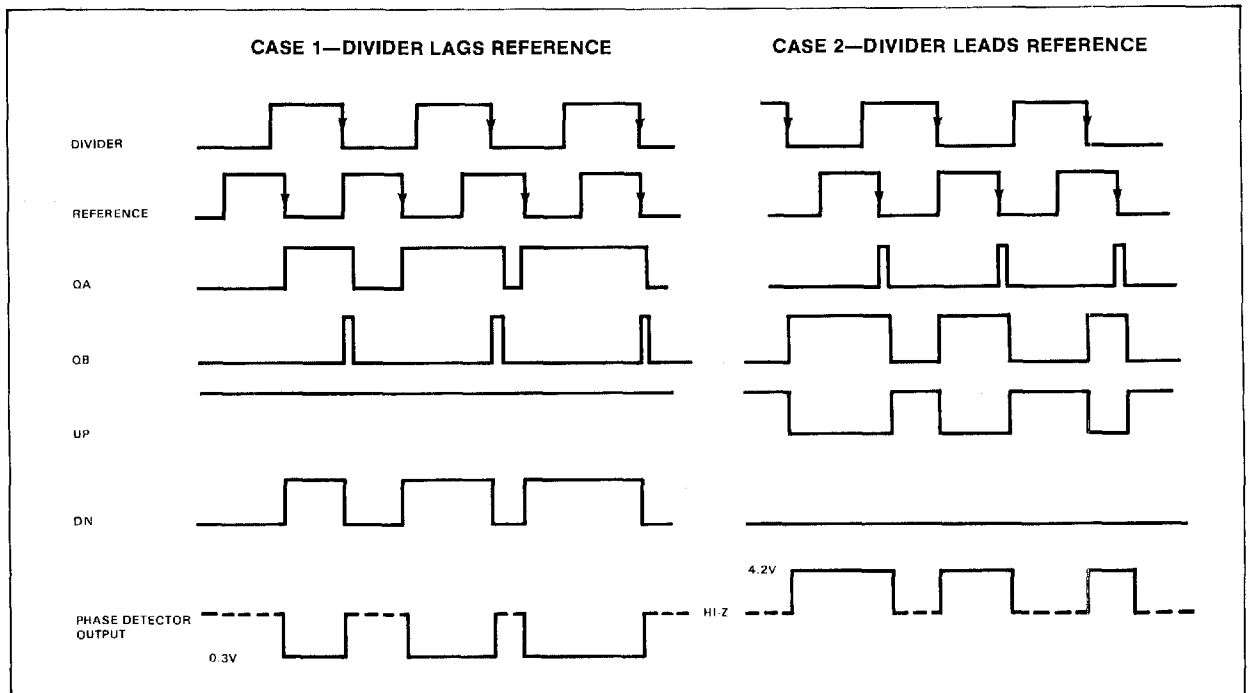 CASE 1—DIVIDER LAGS REFERENCE
CASE 2—DIVIDER LEADS REFERENCE
DIVIDER
REFERENCE
QA
QB
UP
DN
4.2V
PHASE DETECTOR
OUTPUT
HI-Z
0.3V